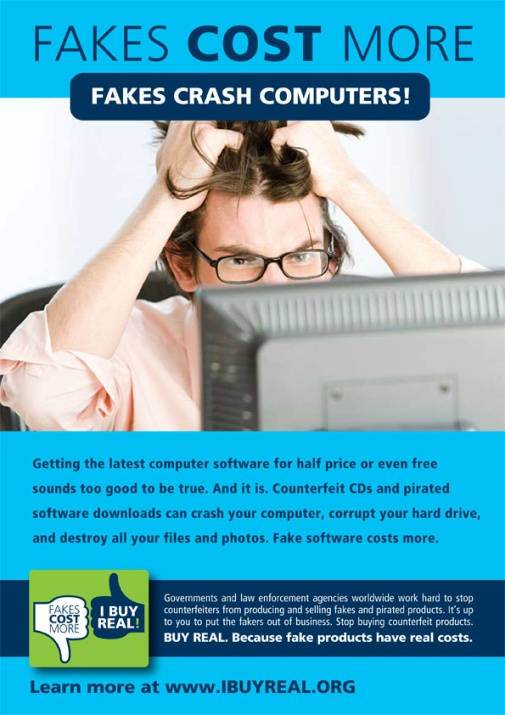 FAKES COST MORE
FAKES CRASH COMPUTERS!
Getting the latest computer software for half price or even free
sounds too good to be true. And it is. Counterfeit CDs and pirated
software downloads can crash your computer, corrupt your hard drive,
and destroy all your files and photos. Fake software costs more.
FAKES
COST
MORE
I BUY
REAL!
Governments and law enforcement agencies worldwide work hard to stop
counterfeiters from producing and selling fakes and pirated products. It's up
to you to put the fakers out of business. Stop buying counterfeit products.
BUY REAL. Because fake products have real costs.
Learn more at www.IBUYREAL.ORG